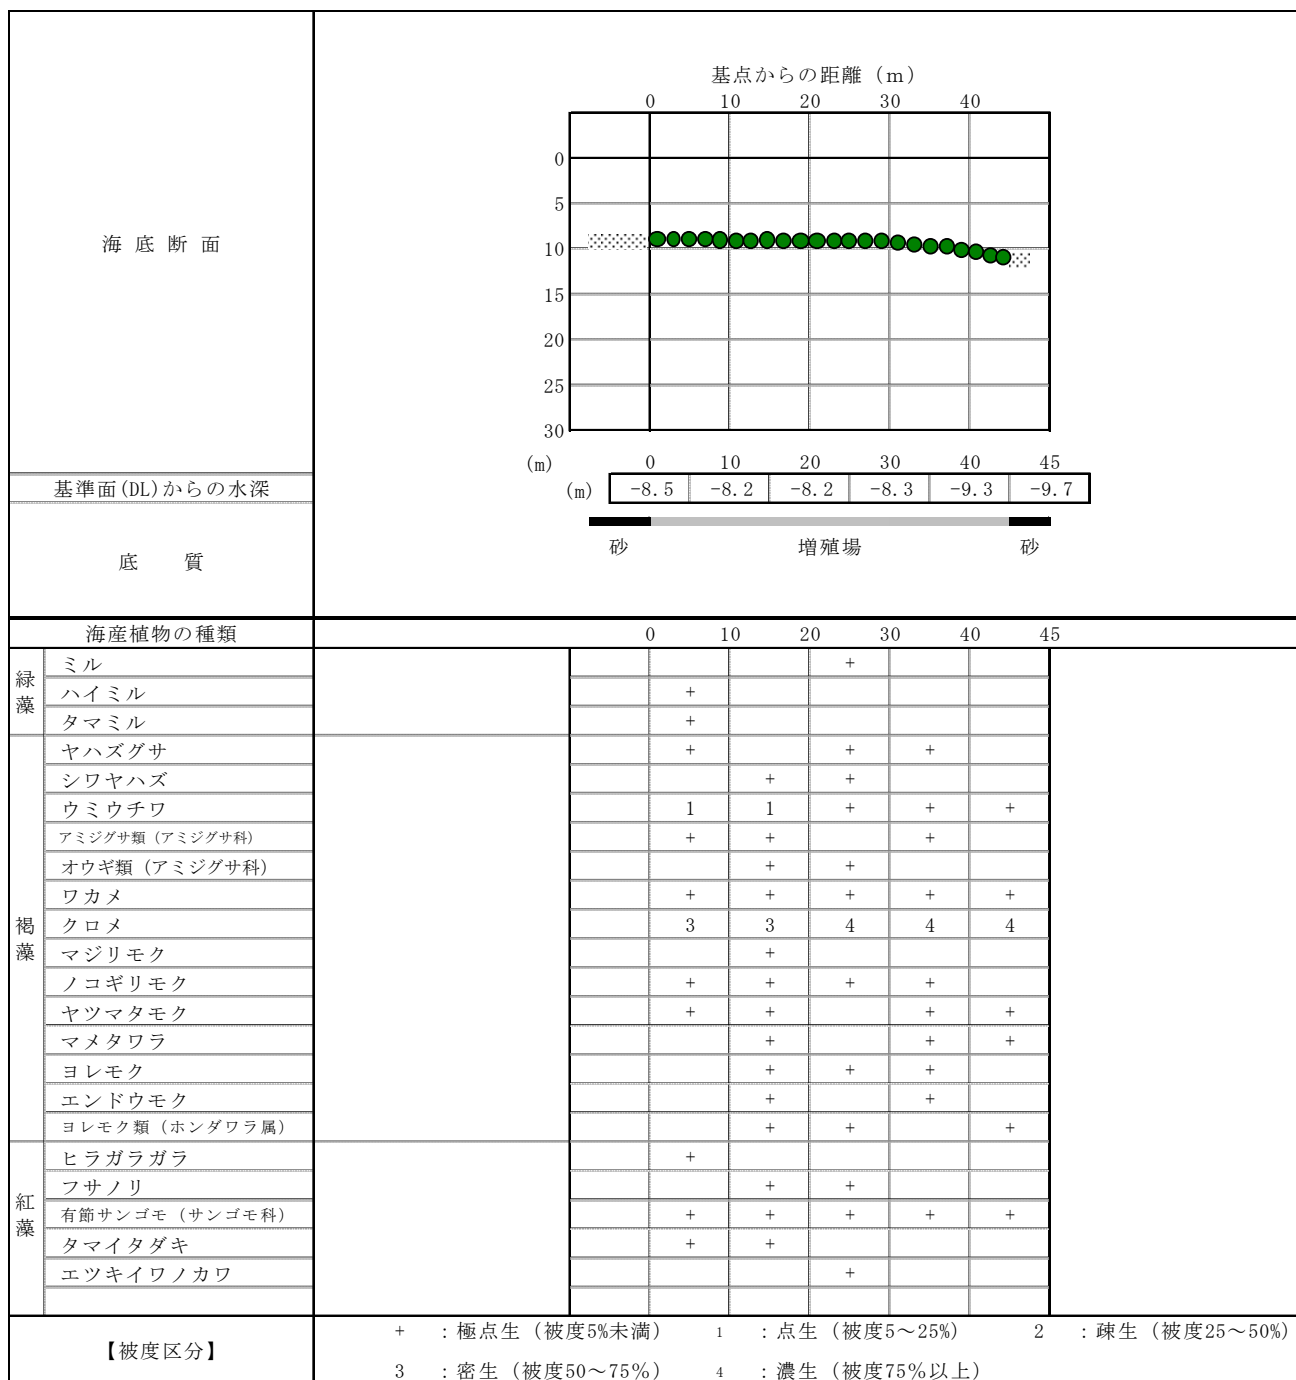 基点からの距離（m）
0 10 20 30 40
0
5
海底断面
10
15
20
25
30
(m) 0 10 20 30 40 45
基準面(DL)からの水深 (m) -8.5 -8.2 -8.2 -8.3 -9.3 -9.7
砂 増殖場 砂
底 質
海産植物の種類 0 10 20 30 40 45
緑藻
ミル +
ハイミル +
タマミル +
褐藻
ヤハズグサ + + +
シワヤハズ + +
ウミウチワ 1 1 + + +
アミジグサ類（アミジグサ科） + + +
オウギ類（アミジグサ科） + +
ワカメ + + + + +
クロメ 3 3 4 4 4
マジリモク +
ノコギリモク + + + +
ヤツマタモク + + + +
マメタワラ + + +
ヨレモク + + +
エンドウモク + +
ヨレモク類（ホンダワラ属） + + +
紅藻
ヒラガラガラ +
フサノリ + +
有節サンゴモ（サンゴモ科） + + + + +
タマイタダキ + +
エツキイワノカワ +
【被度区分】
+ ：極点生（被度5%未満） 1 ：点生（被度5～25%） 2 ：疎生（被度25～50%）
3 ：密生（被度50～75%） 4 ：濃生（被度75%以上）